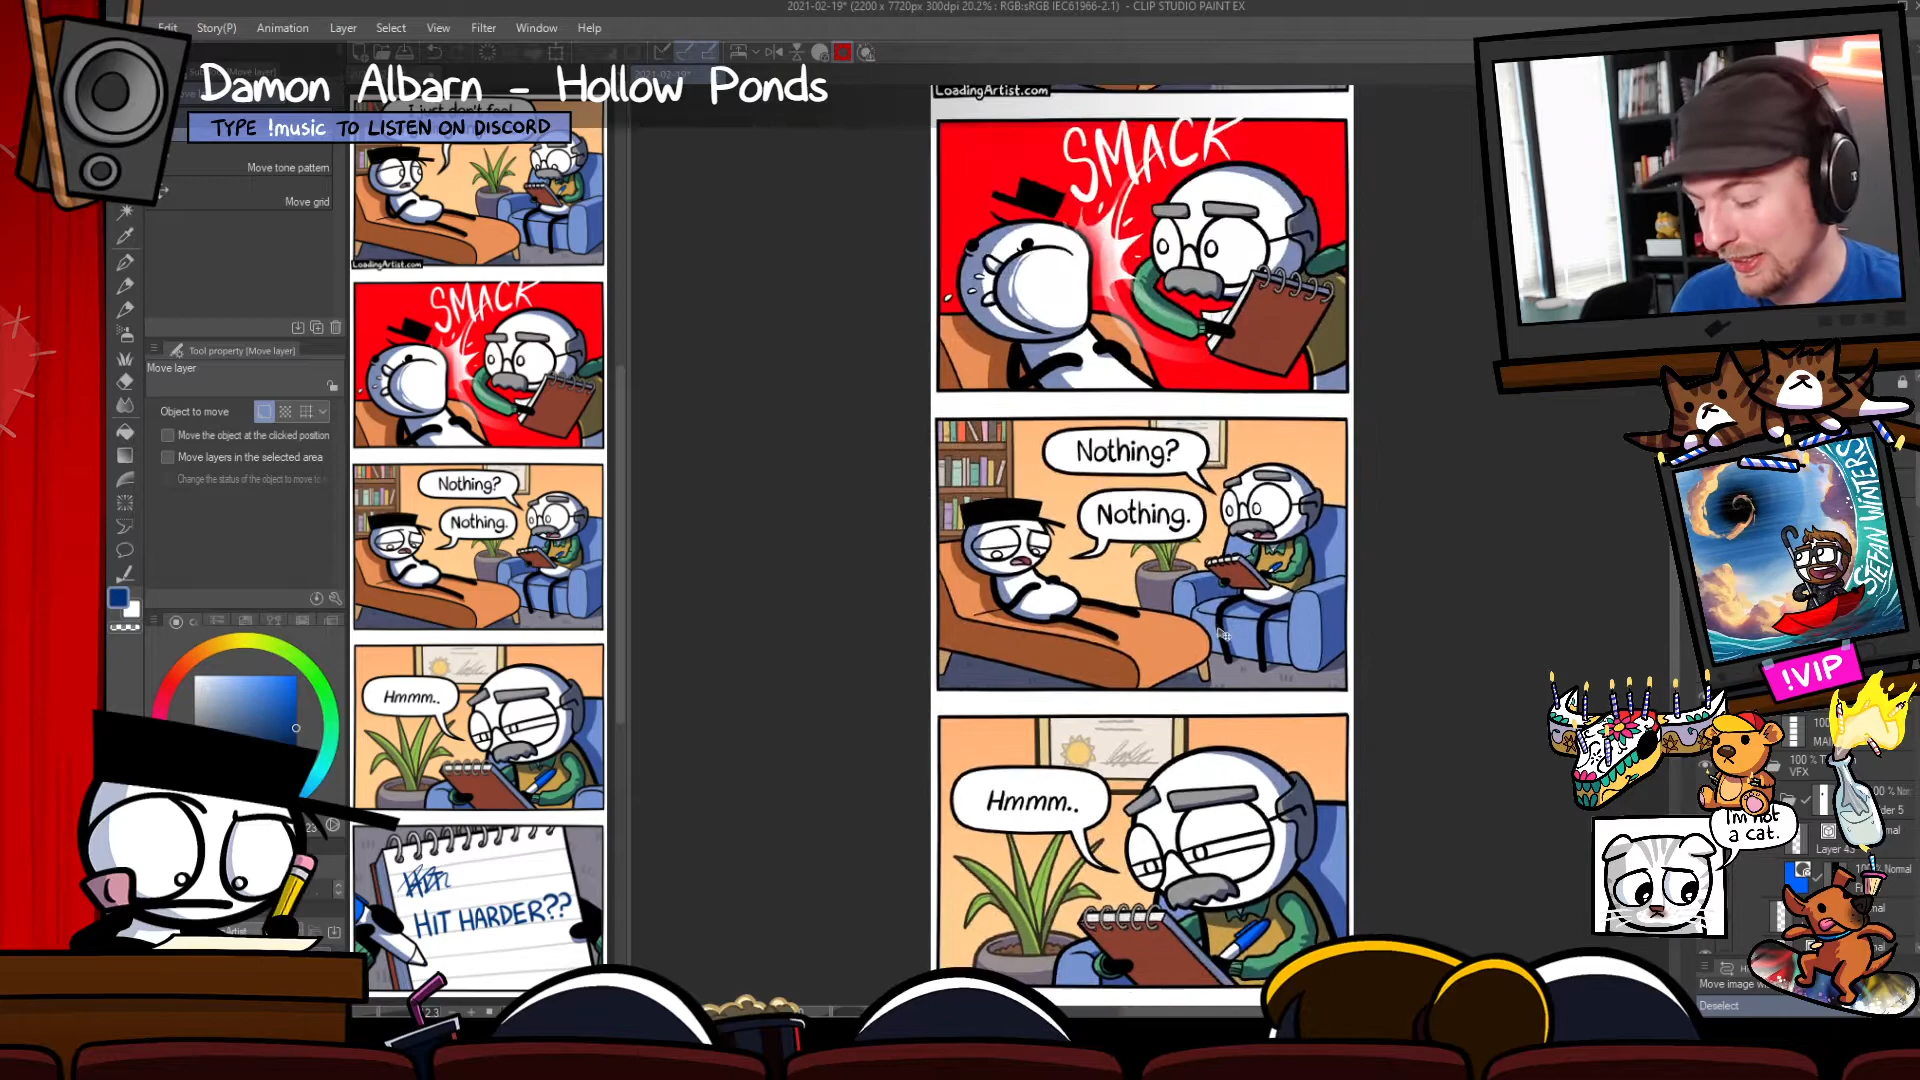 2021-02-19* (2200 x 7720px 300dpi 20.2% : RGB:sRGB IEC61966-2.1) - CLIP STUDIO PAINT EX
Edit Story(P) Animation Layer Select View Filter Window Help
Damon Albarn - Hollow Ponds
TYPE !music TO LISTEN ON DISCORD
I just don't feel
Move tone pattern
Move grid
Tool property [Move layer]
Move layer
Object to move
Move the object at the clicked position
Move layers in the selected area
LoadingArtist.com
SMACK
Nothing?
Nothing.
Hmmm..
HIT HARDER??
LoadingArtist.com
SMACK
Nothing?
Nothing.
Hmmm..
STEFAN WINTERS
!VIP
I'm not
a cat.
VFX
Deselect